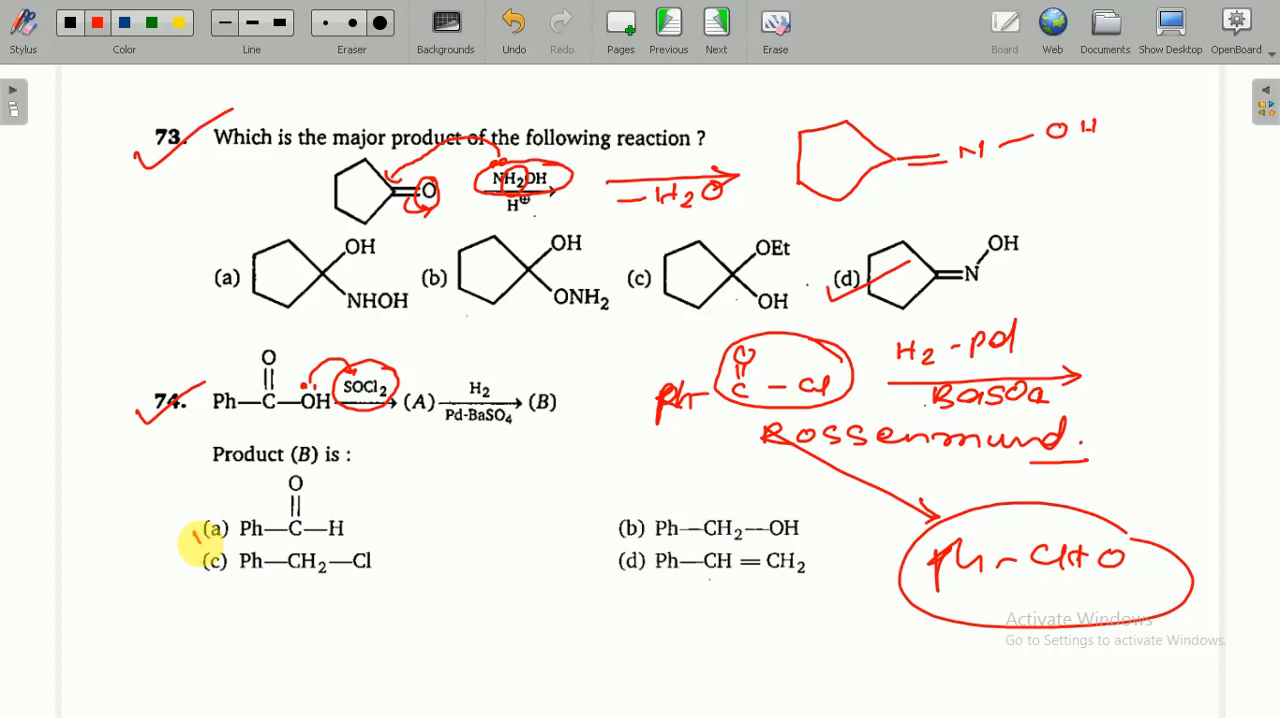 Stylus
Color
Line
Eraser
Backgrounds
Undo
Redo
Pages
Previous
Next
Erase
Board
Web
Documents
Show Desktop
OpenBoard
73. Which is the major product of the following reaction ?
O
NH2OH
H⊕
– H2O
N
OH
(a)
OH
NHOH
(b)
OH
ONH2
(c)
OEt
OH
(d)
OH
N
74.
O
Ph—C—OH
SOCl2
(A)
H2
Pd-BaSO4
(B)
O
Ph-
C – Cl
H2 -pd
BaSO4
Rossenmund.
Product (B) is :
O
(a) Ph—C—H
(b) Ph—CH2—OH
(c) Ph—CH2—Cl
(d) Ph—CH=CH2
Ph - CHO
Activate Windows
Go to Settings to activate Windows.